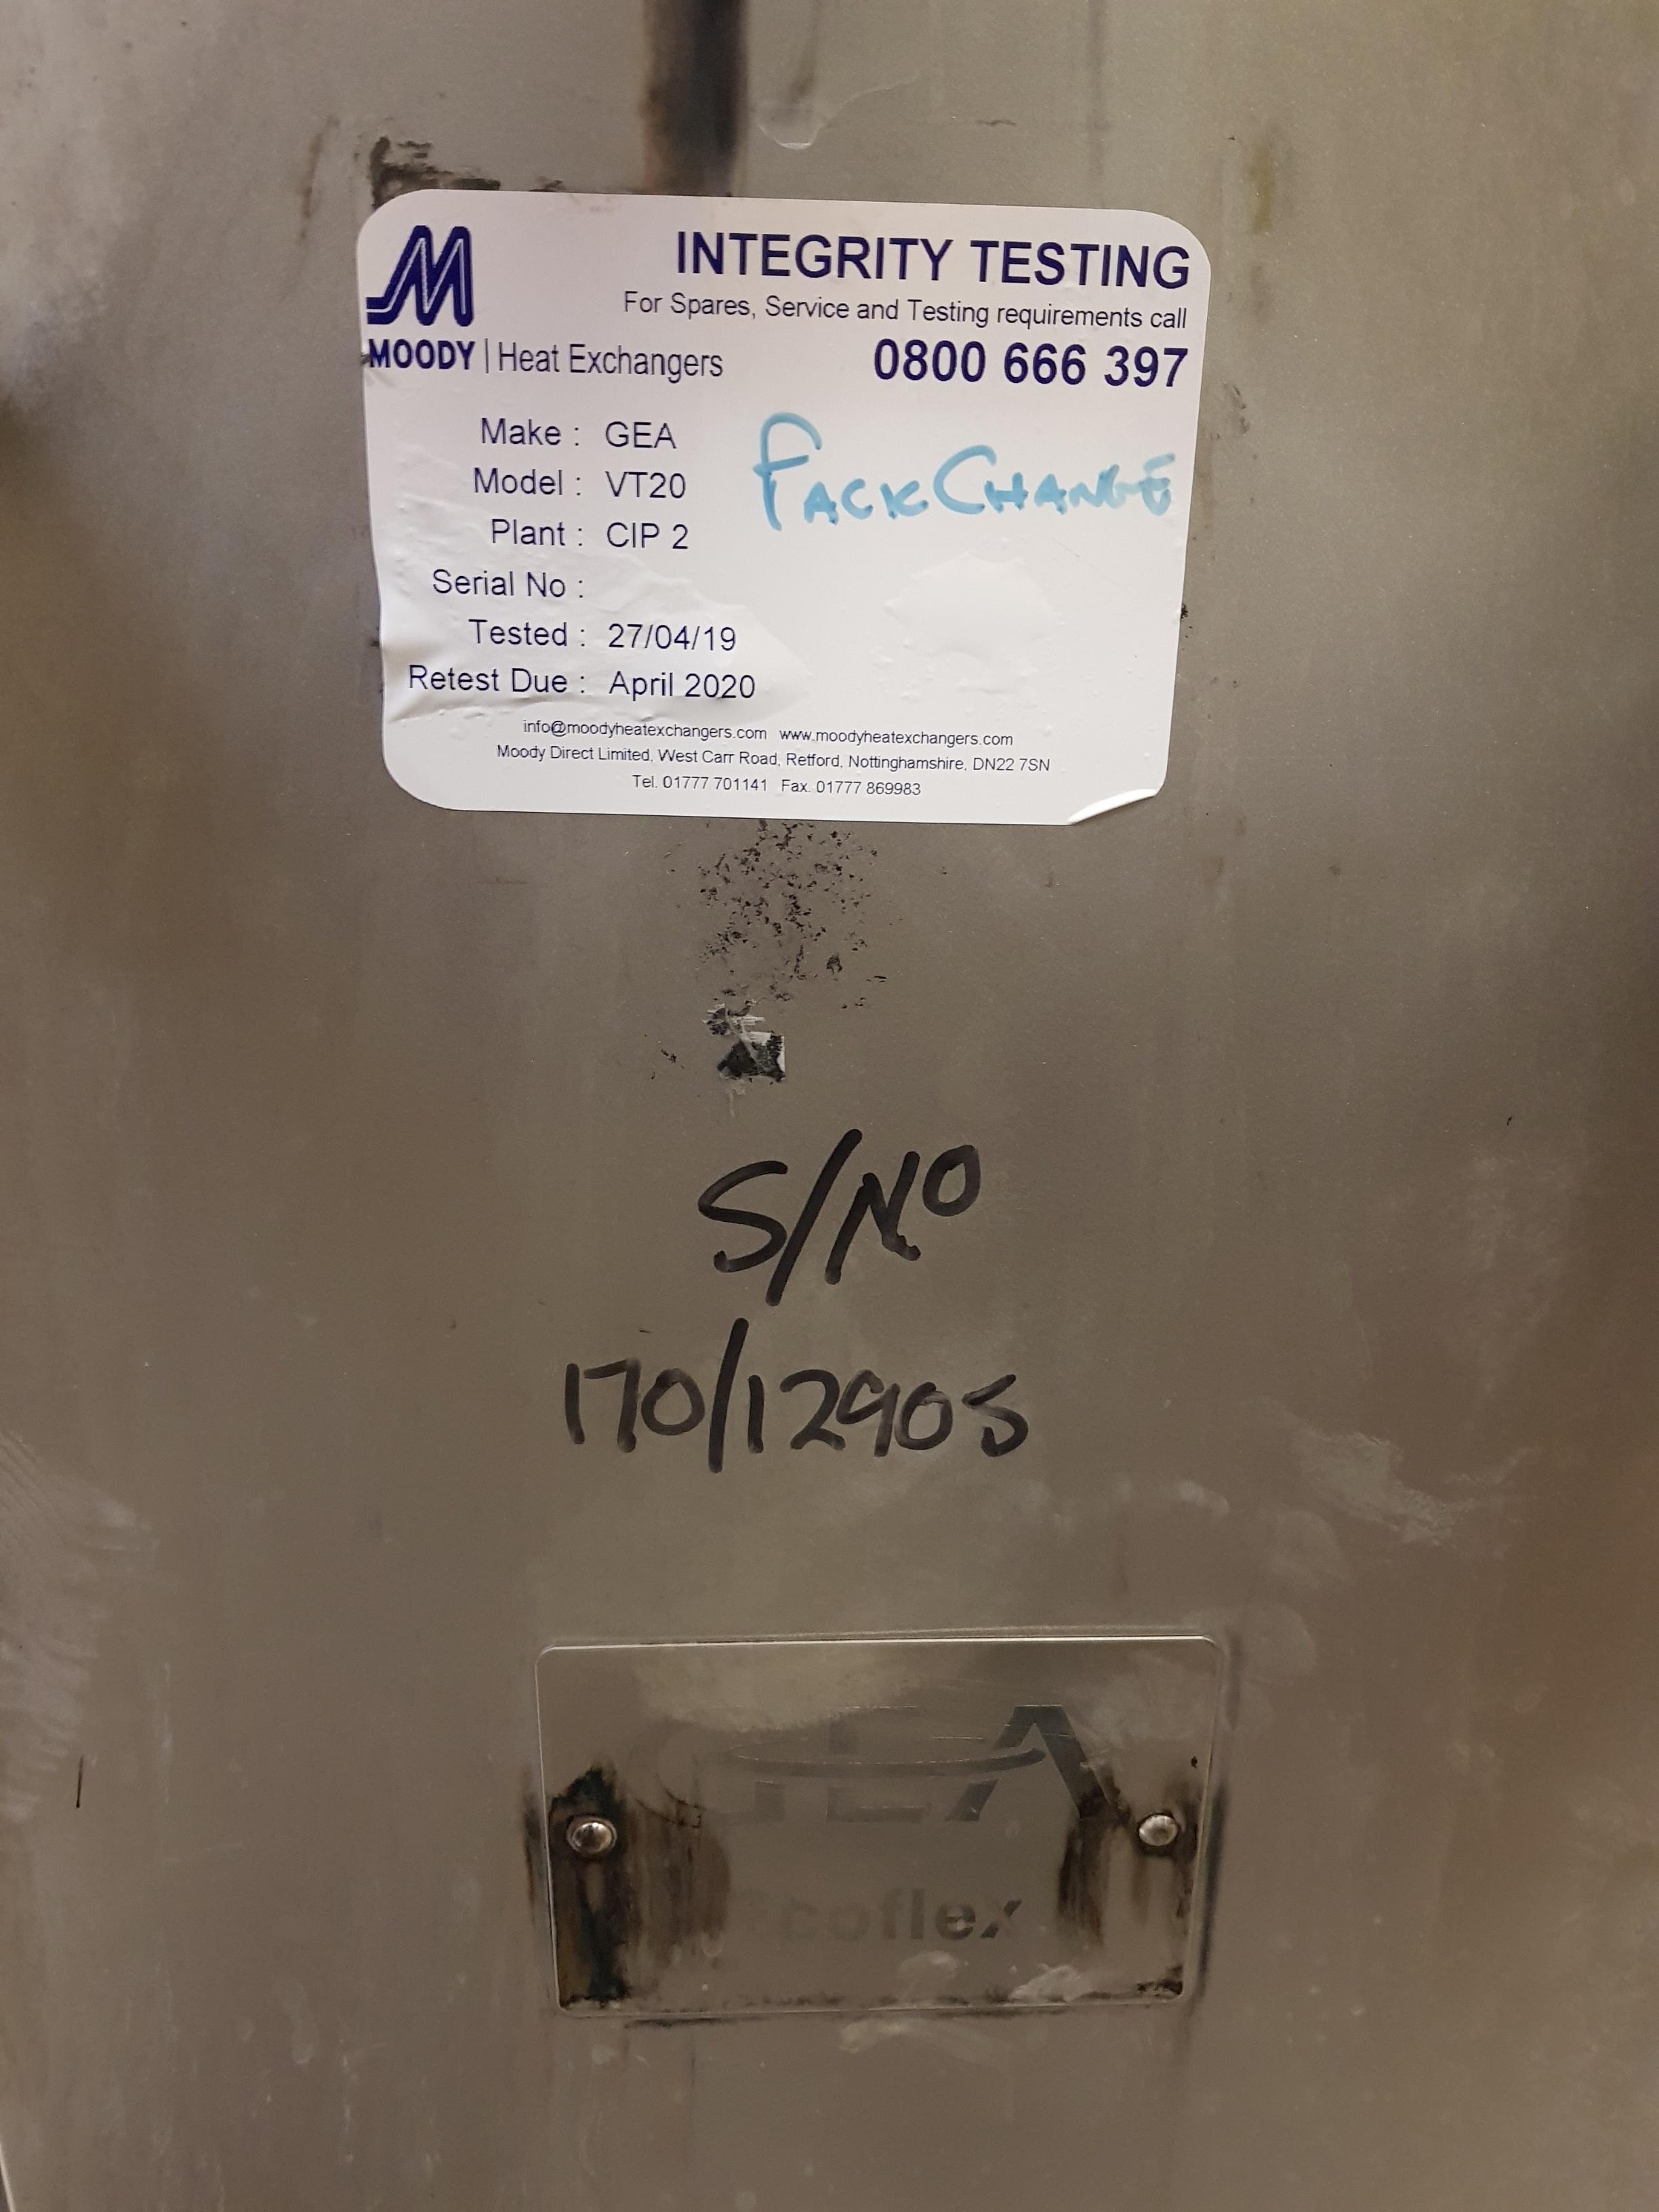 INTEGRITY TESTING
For Spares, Service and Testing requirements call
MOODY | Heat Exchangers 0800 666 397
Make : GEA
PACK CHANGE
Model : VT20
Plant : CIP 2
Serial No :
Tested : 27/04/19
Retest Due : April 2020
info@moodyheatexchangers.com www.moodyheatexchangers.com
Moody Direct Limited, West Carr Road, Retford, Nottinghamshire, DN22 7SN
Tel. 01777 701141 Fax. 01777 869983
S/NO
170/12905
GEA
Ecoflex